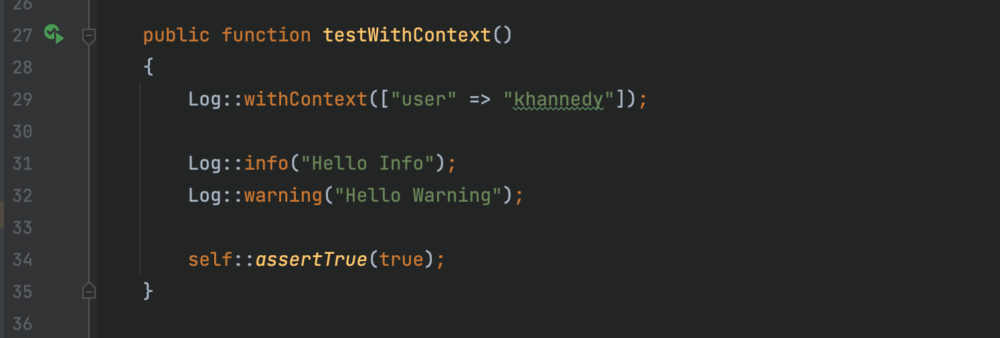 26
27 public function testWithContext()
28 {
29 Log::withContext(["user" => "khannedy"]);
30
31 Log::info("Hello Info");
32 Log::warning("Hello Warning");
33
34 self::assertTrue(true);
35 }
36